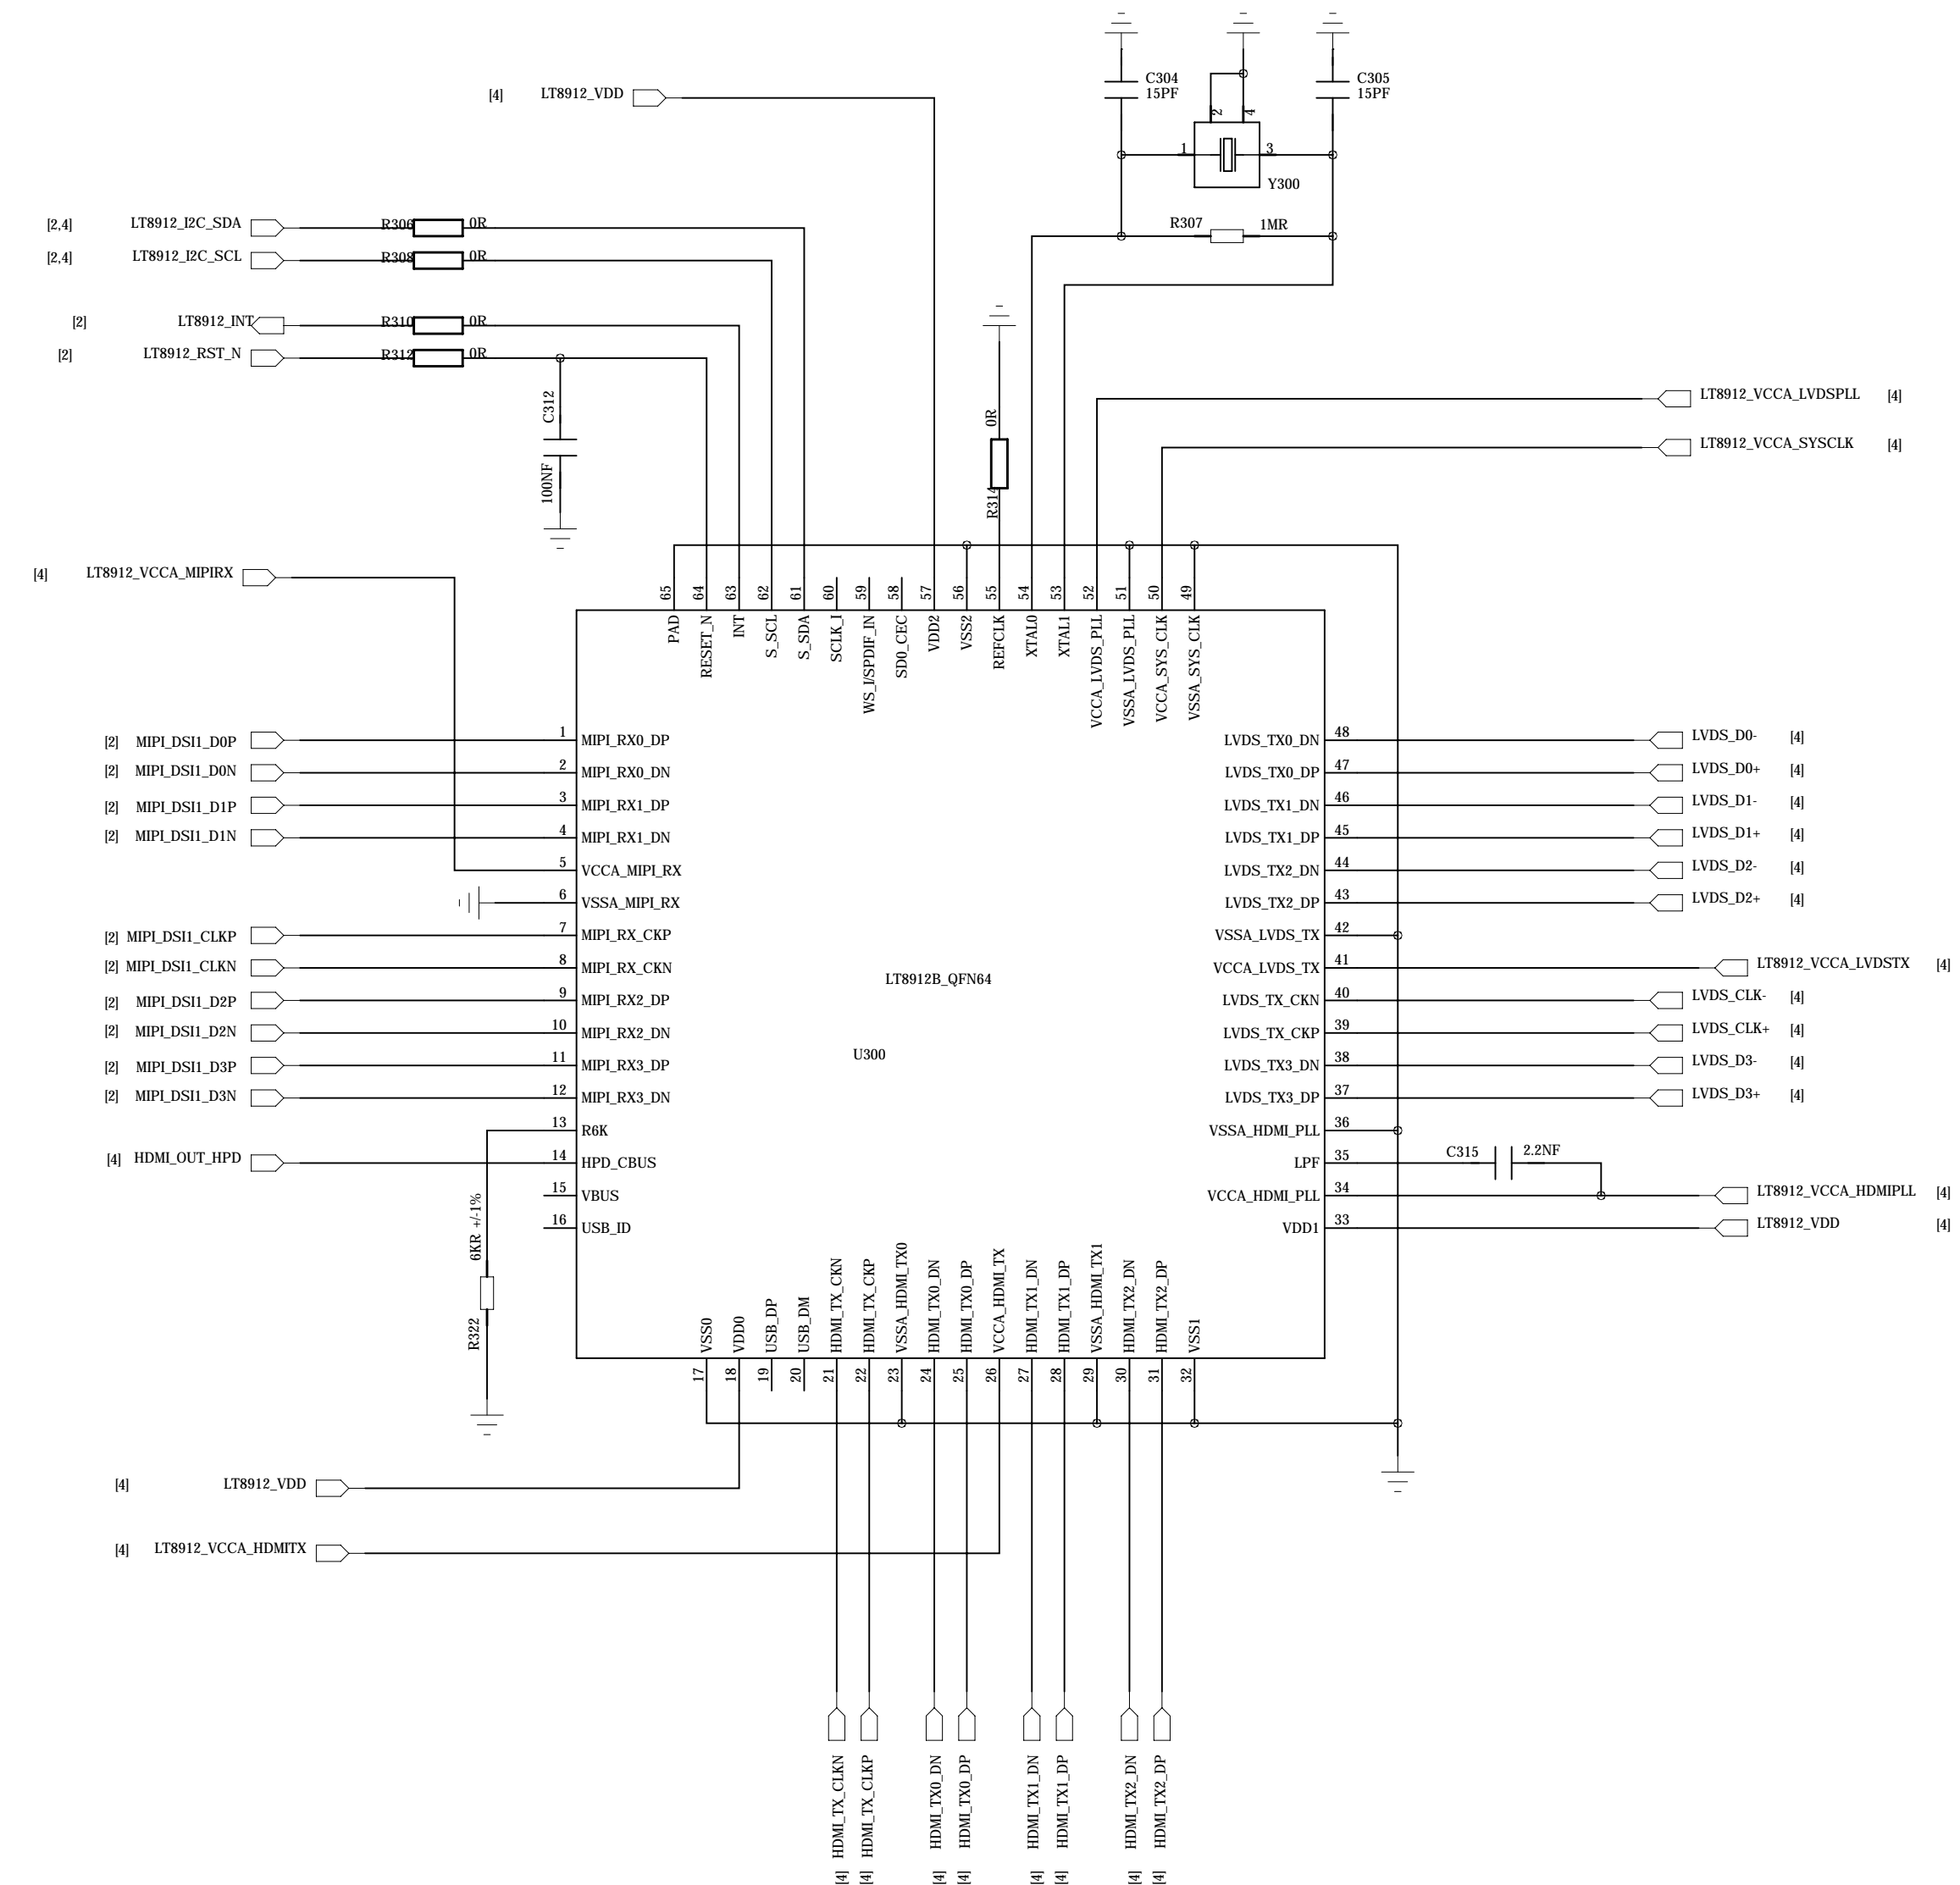 C304
15PF
C305
15PF
[4] LT8912_VDD
2
4
1
3
Y300
[2,4] LT8912_I2C_SDA
R306 0R
R307 1MR
[2,4] LT8912_I2C_SCL
R308 0R
[2] LT8912_INT
R310 0R
[2] LT8912_RST_N
R312 0R
C312
100NF
0R
R314
LT8912_VCCA_LVDSPLL [4]
LT8912_VCCA_SYSCLK [4]
[4] LT8912_VCCA_MIPIRX
65 PAD
64 RESET_N
63 INT
62 S_SCL
61 S_SDA
60 SCLK_I
59 WS_I/SPDIF_IN
58 SD0_CEC
57 VDD2
56 VSS2
55 REFCLK
54 XTAL0
53 XTAL1
52 VCCA_LVDS_PLL
51 VSSA_LVDS_PLL
50 VCCA_SYS_CLK
49 VSSA_SYS_CLK
[2] MIPI_DSI1_D0P 1 MIPI_RX0_DP
[2] MIPI_DSI1_D0N 2 MIPI_RX0_DN
[2] MIPI_DSI1_D1P 3 MIPI_RX1_DP
[2] MIPI_DSI1_D1N 4 MIPI_RX1_DN
5 VCCA_MIPI_RX
6 VSSA_MIPI_RX
[2] MIPI_DSI1_CLKP 7 MIPI_RX_CKP
[2] MIPI_DSI1_CLKN 8 MIPI_RX_CKN
[2] MIPI_DSI1_D2P 9 MIPI_RX2_DP
[2] MIPI_DSI1_D2N 10 MIPI_RX2_DN
[2] MIPI_DSI1_D3P 11 MIPI_RX3_DP
[2] MIPI_DSI1_D3N 12 MIPI_RX3_DN
13 R6K
[4] HDMI_OUT_HPD 14 HPD_CBUS
15 VBUS
16 USB_ID
6KR +/-1%
R322
LT8912B_QFN64
U300
LVDS_TX0_DN 48 LVDS_D0- [4]
LVDS_TX0_DP 47 LVDS_D0+ [4]
LVDS_TX1_DN 46 LVDS_D1- [4]
LVDS_TX1_DP 45 LVDS_D1+ [4]
LVDS_TX2_DN 44 LVDS_D2- [4]
LVDS_TX2_DP 43 LVDS_D2+ [4]
VSSA_LVDS_TX 42
VCCA_LVDS_TX 41 LT8912_VCCA_LVDSTX [4]
LVDS_TX_CKN 40 LVDS_CLK- [4]
LVDS_TX_CKP 39 LVDS_CLK+ [4]
LVDS_TX3_DN 38 LVDS_D3- [4]
LVDS_TX3_DP 37 LVDS_D3+ [4]
VSSA_HDMI_PLL 36
LPF 35 C315 2.2NF
VCCA_HDMI_PLL 34 LT8912_VCCA_HDMIPLL [4]
VDD1 33 LT8912_VDD [4]
VSS0 17
VDD0 18
USB_DP 19
USB_DM 20
HDMI_TX_CKN 21
HDMI_TX_CKP 22
VSSA_HDMI_TX0 23
HDMI_TX0_DN 24
HDMI_TX0_DP 25
VCCA_HDMI_TX 26
HDMI_TX1_DN 27
HDMI_TX1_DP 28
VSSA_HDMI_TX1 29
HDMI_TX2_DN 30
HDMI_TX2_DP 31
VSS1 32
[4] LT8912_VDD
[4] LT8912_VCCA_HDMITX
[4] HDMI_TX_CLKN
[4] HDMI_TX_CLKP
[4] HDMI_TX0_DN
[4] HDMI_TX0_DP
[4] HDMI_TX1_DN
[4] HDMI_TX1_DP
[4] HDMI_TX2_DN
[4] HDMI_TX2_DP